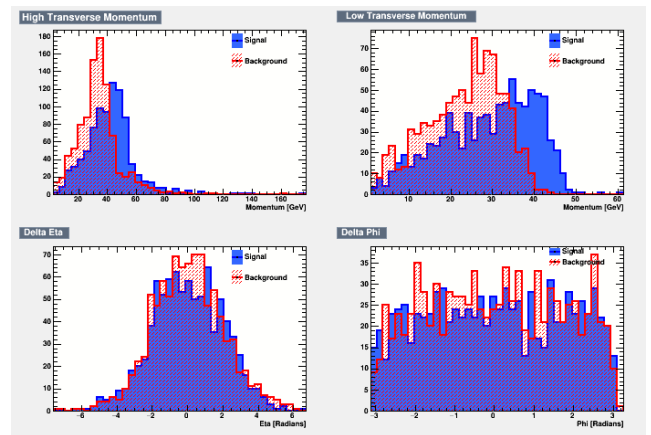 High Transverse Momentum
180
160
140
120
100
80
60
40
20
0
20 40 60 80 100 120 140 160
Momentum [GeV]
Signal
Background
Low Transverse Momentum
70
60
50
40
30
20
10
0
10 20 30 40 50 60
Momentum [GeV]
Signal
Background
Delta Eta
70
60
50
40
30
20
10
0
-6 -4 -2 0 2 4 6
Eta [Radians]
Signal
Background
Delta Phi
35
30
25
20
15
10
5
0
-3 -2 -1 0 1 2 3
Phi [Radians]
Signal
Background